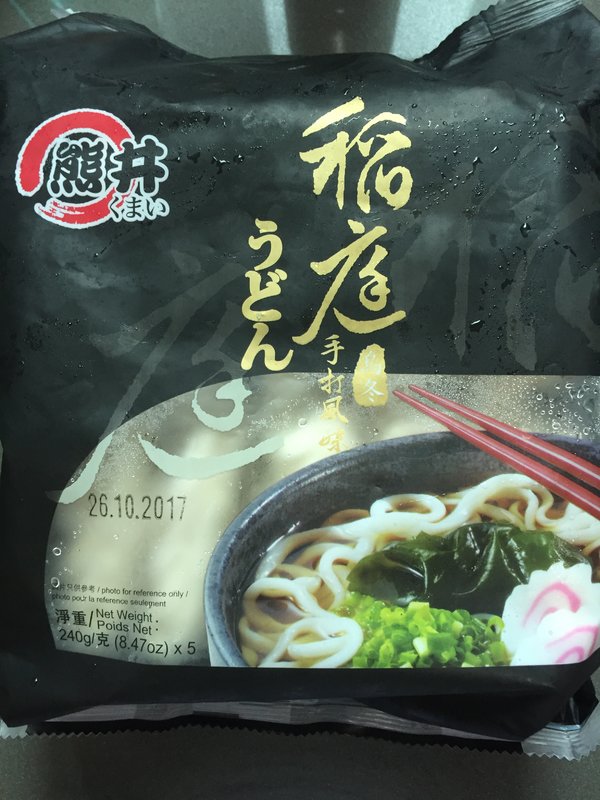 熊井
くまい
稲庭
うどん
烏冬
手打風味
26.10.2017
photo for reference only /
photo pour la reference seulement
淨重/ Net Weight :
Poids Net :
240g/克 (8.47oz) x 5